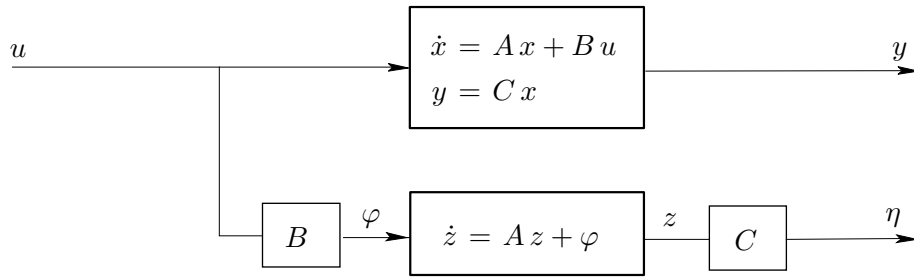 u
ẋ = A x + B u
y
y = C x
B
φ
ż = A z + φ
z
C
η